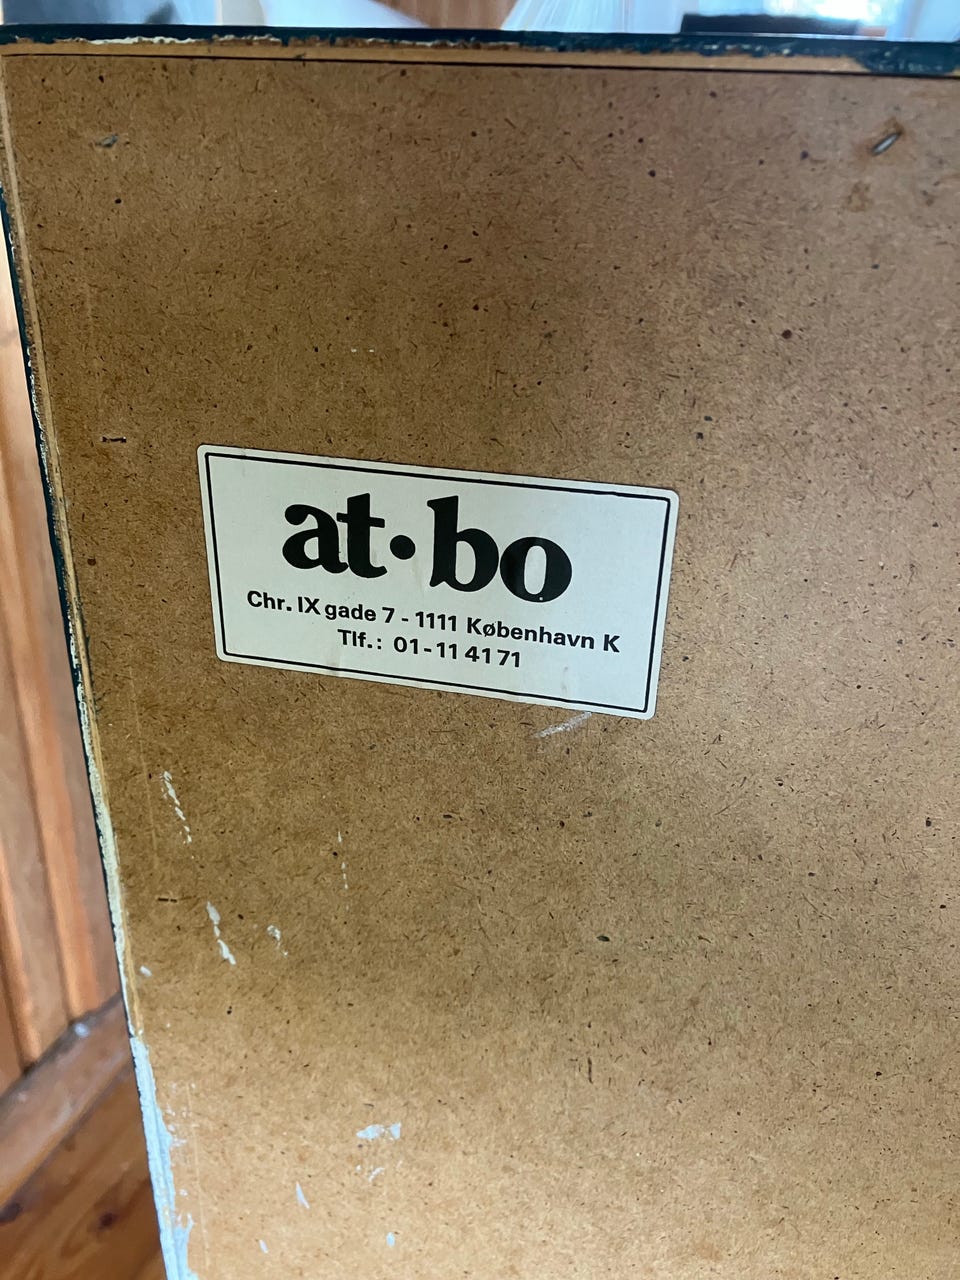 at·bo
Chr. IX gade 7 - 1111 København K
Tlf.: 01-11 41 71